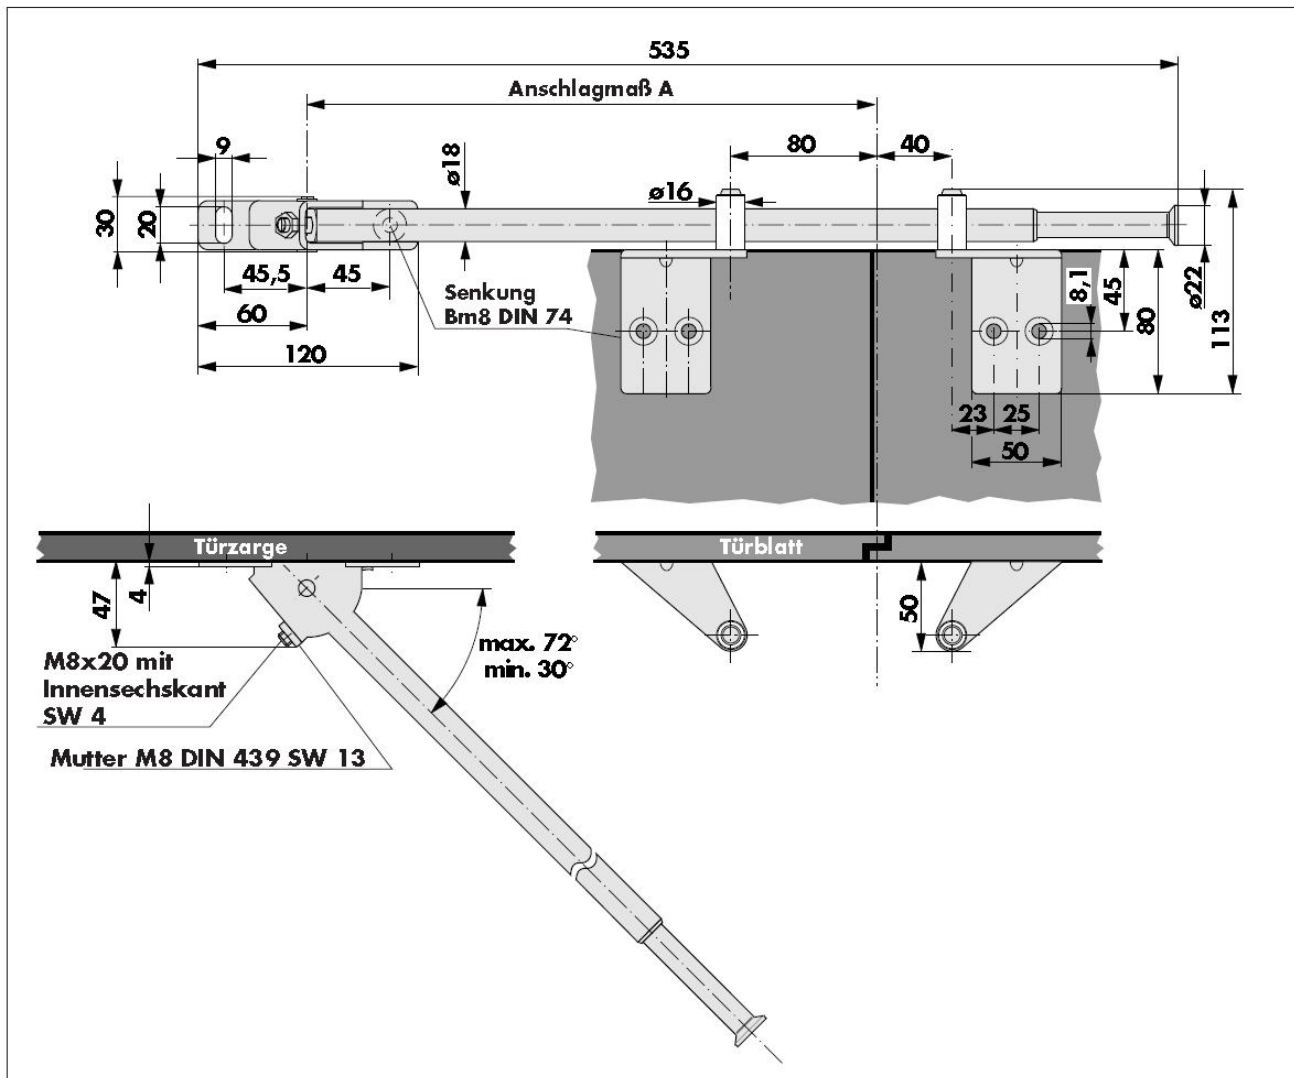 535
Anschlagmaß A
80
40
9
ø18
ø16
30
20
45,5
45
60
120
Senkung
Bm8 DIN 74
8,1
45
80
ø22
113
23
25
50
Türzarge
Türblatt
47
4
50
max. 72°
min. 30°
M8x20 mit
Innensechskant
SW 4
Mutter M8 DIN 439 SW 13